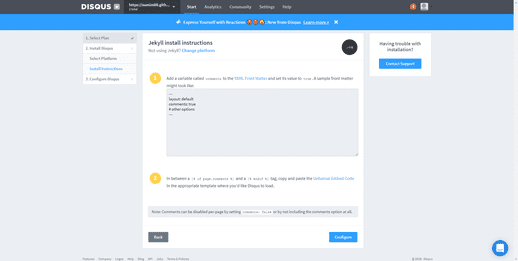 DISQUS
https://sumim00.gith...
Start
Analytics
Community
Settings
Help
Express Yourself with Reactions
New from Disqus
Learn more
1. Select Plan
2. Install Disqus
Select Platform
Install Instructions
3. Configure Disqus
Jekyll install instructions
Not using Jekyll? Change platform
1
Add a variable called comments to the YAML Front Matter and set its value to true. A sample front matter
might look like:
---
layout: default
comments: true
# other options
---
2
In between a {% if page.comments %} and a {% endif %} tag, copy and paste the Universal Embed Code
in the appropriate template where you'd like Disqus to load.
Note: Comments can be disabled per-page by setting comments: false or by not including the comments option at all.
Back
Configure
Having trouble with
installation?
Contact Support
Features
Company
Legal
Help
Blog
API
Jobs
Terms & Policies
© 2020 - Disqus